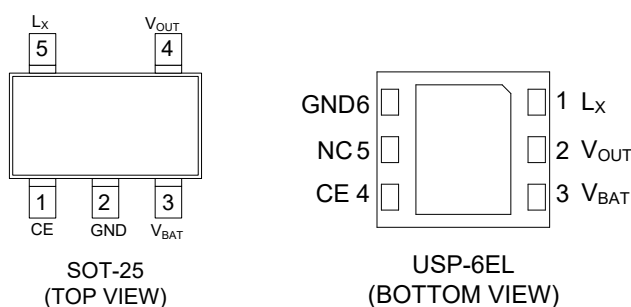 LX VOUT
5 4
1 2 3
CE GND VBAT
SOT-25
(TOP VIEW)
GND 6 1 LX
NC 5 2 VOUT
CE 4 3 VBAT
USP-6EL
(BOTTOM VIEW)